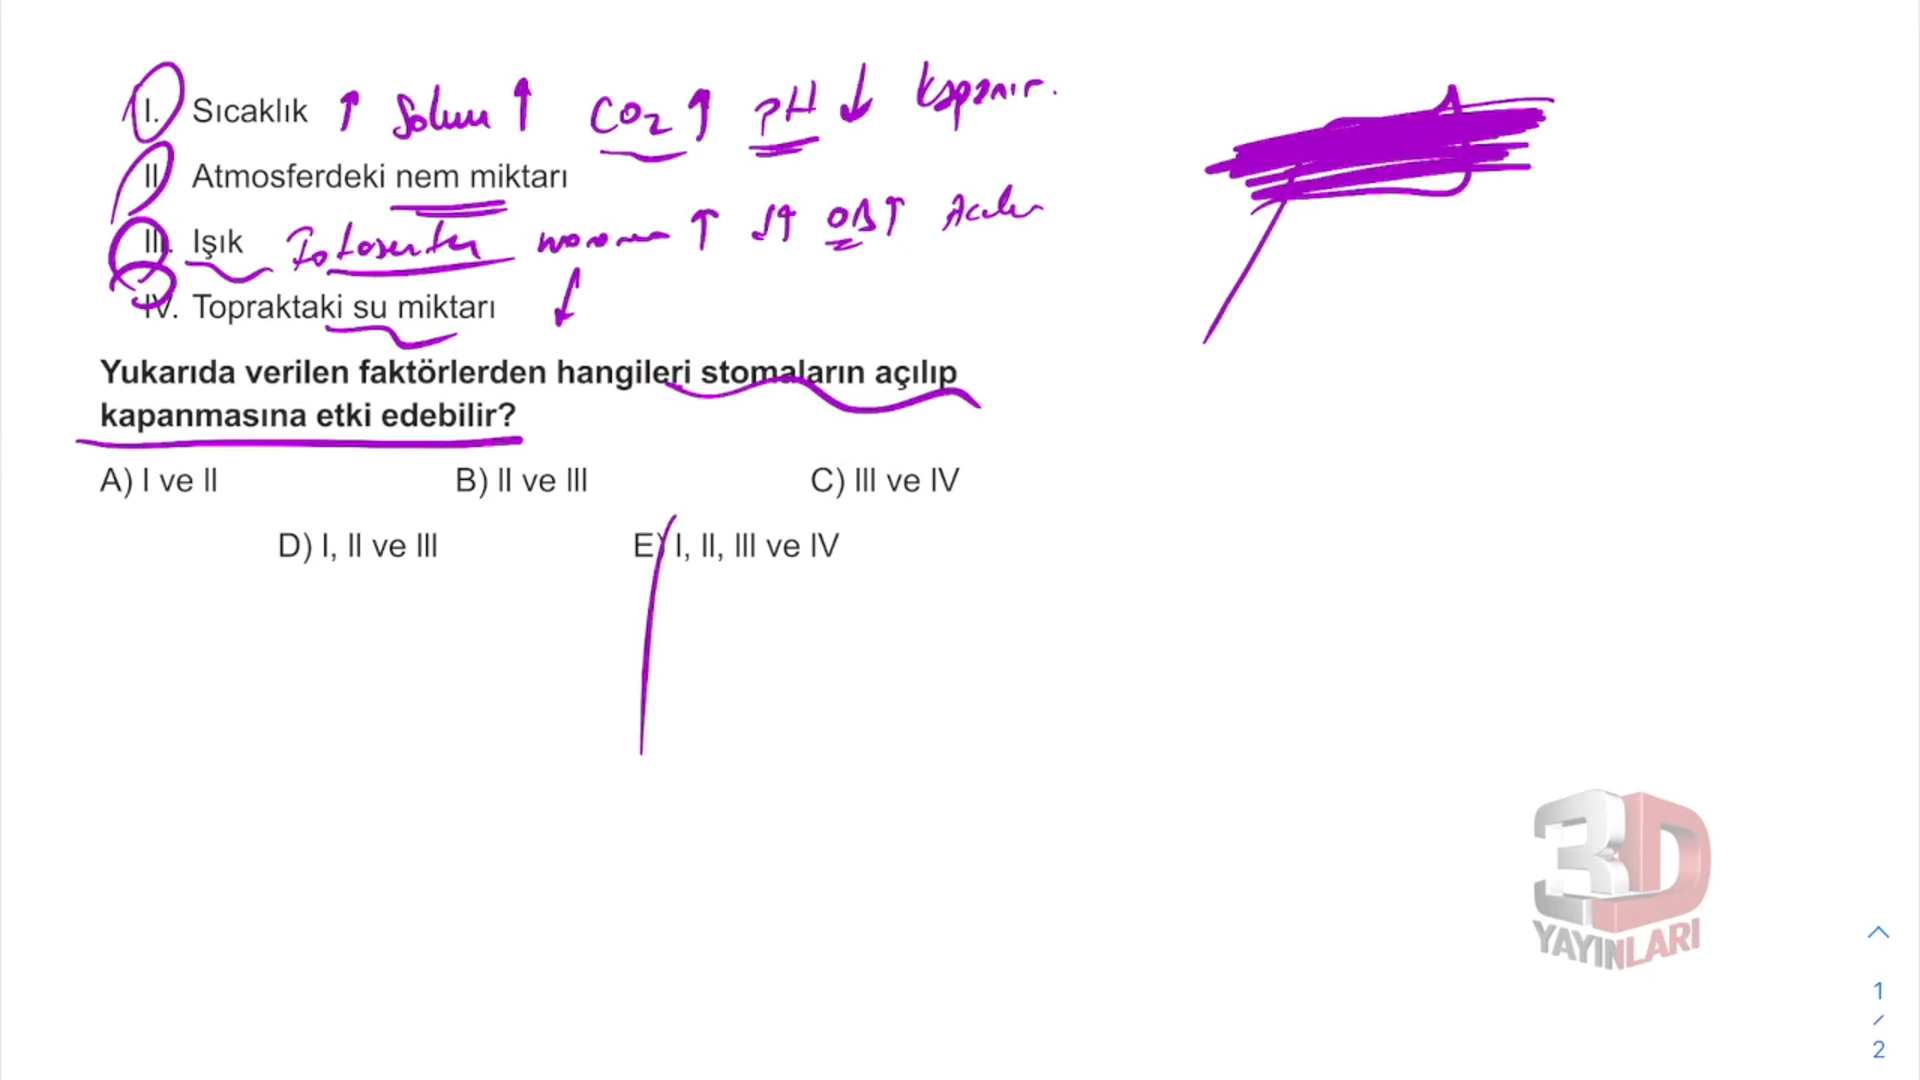 I. Sıcaklık ↑ Solun ↑ CO2 ↑ pH ↓ Kapanır.
II. Atmosferdeki nem miktarı
III. Işık Fotosentez ↑ ↑ OB↑ Açılır
IV. Topraktaki su miktarı ↓
Yukarıda verilen faktörlerden hangileri stomaların açılıp
kapanmasına etki edebilir?
A) I ve II B) II ve III C) III ve IV
D) I, II ve III E) I, II, III ve IV
3D
YAYINLARI
1
/
2